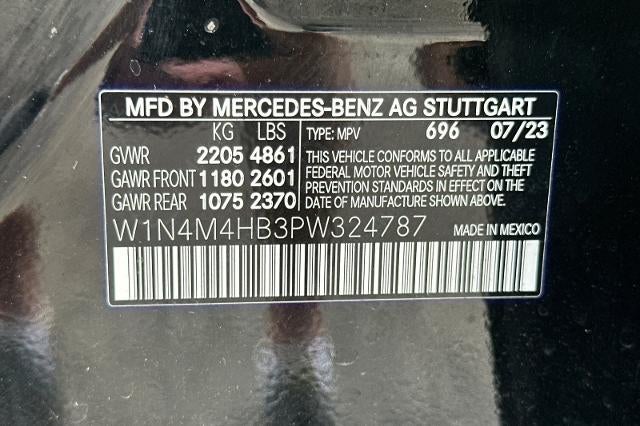 MFD BY MERCEDES-BENZ AG STUTTGART
KG LBS TYPE: MPV 696 07/23
GVWR 2205 4861
GAWR FRONT 1180 2601
GAWR REAR 1075 2370
THIS VEHICLE CONFORMS TO ALL APPLICABLE
FEDERAL MOTOR VEHICLE SAFETY AND THEFT
PREVENTION STANDARDS IN EFFECT ON THE
DATE OF MANUFACTURE SHOWN ABOVE.
W1N4M4HB3PW324787 MADE IN MEXICO